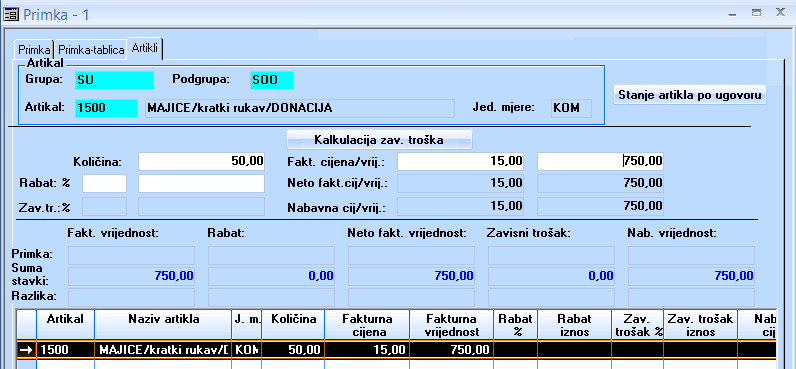 Primka - 1
Primka Primka-tablica Artikli
Artikal
Grupa: SU Podgrupa: SOO
Artikal: 1500 MAJICE/kratki rukav/DONACIJA Jed. mjere: KOM
Stanje artikla po ugovoru
Kalkulacija zav. troška
Količina: 50,00 Fakt. cijena/vrij.: 15,00 750,00
Rabat: % Neto fakt.cij/vrij.: 15,00 750,00
Zav.tr.:% Nabavna cij/vrij.: 15,00 750,00
Fakt. vrijednost: Rabat: Neto fakt. vrijednost: Zavisni trošak: Nab. vrijednost:
Primka:
Suma stavki: 750,00 0,00 750,00 0,00 750,00
Razlika:
Artikal Naziv artikla J. m. Količina Fakturna cijena Fakturna vrijednost Rabat % Rabat iznos Zav. trošak % Zav. trošak iznos Nab cij
1500 MAJICE/kratki rukav/D KOM 50,00 15,00 750,00